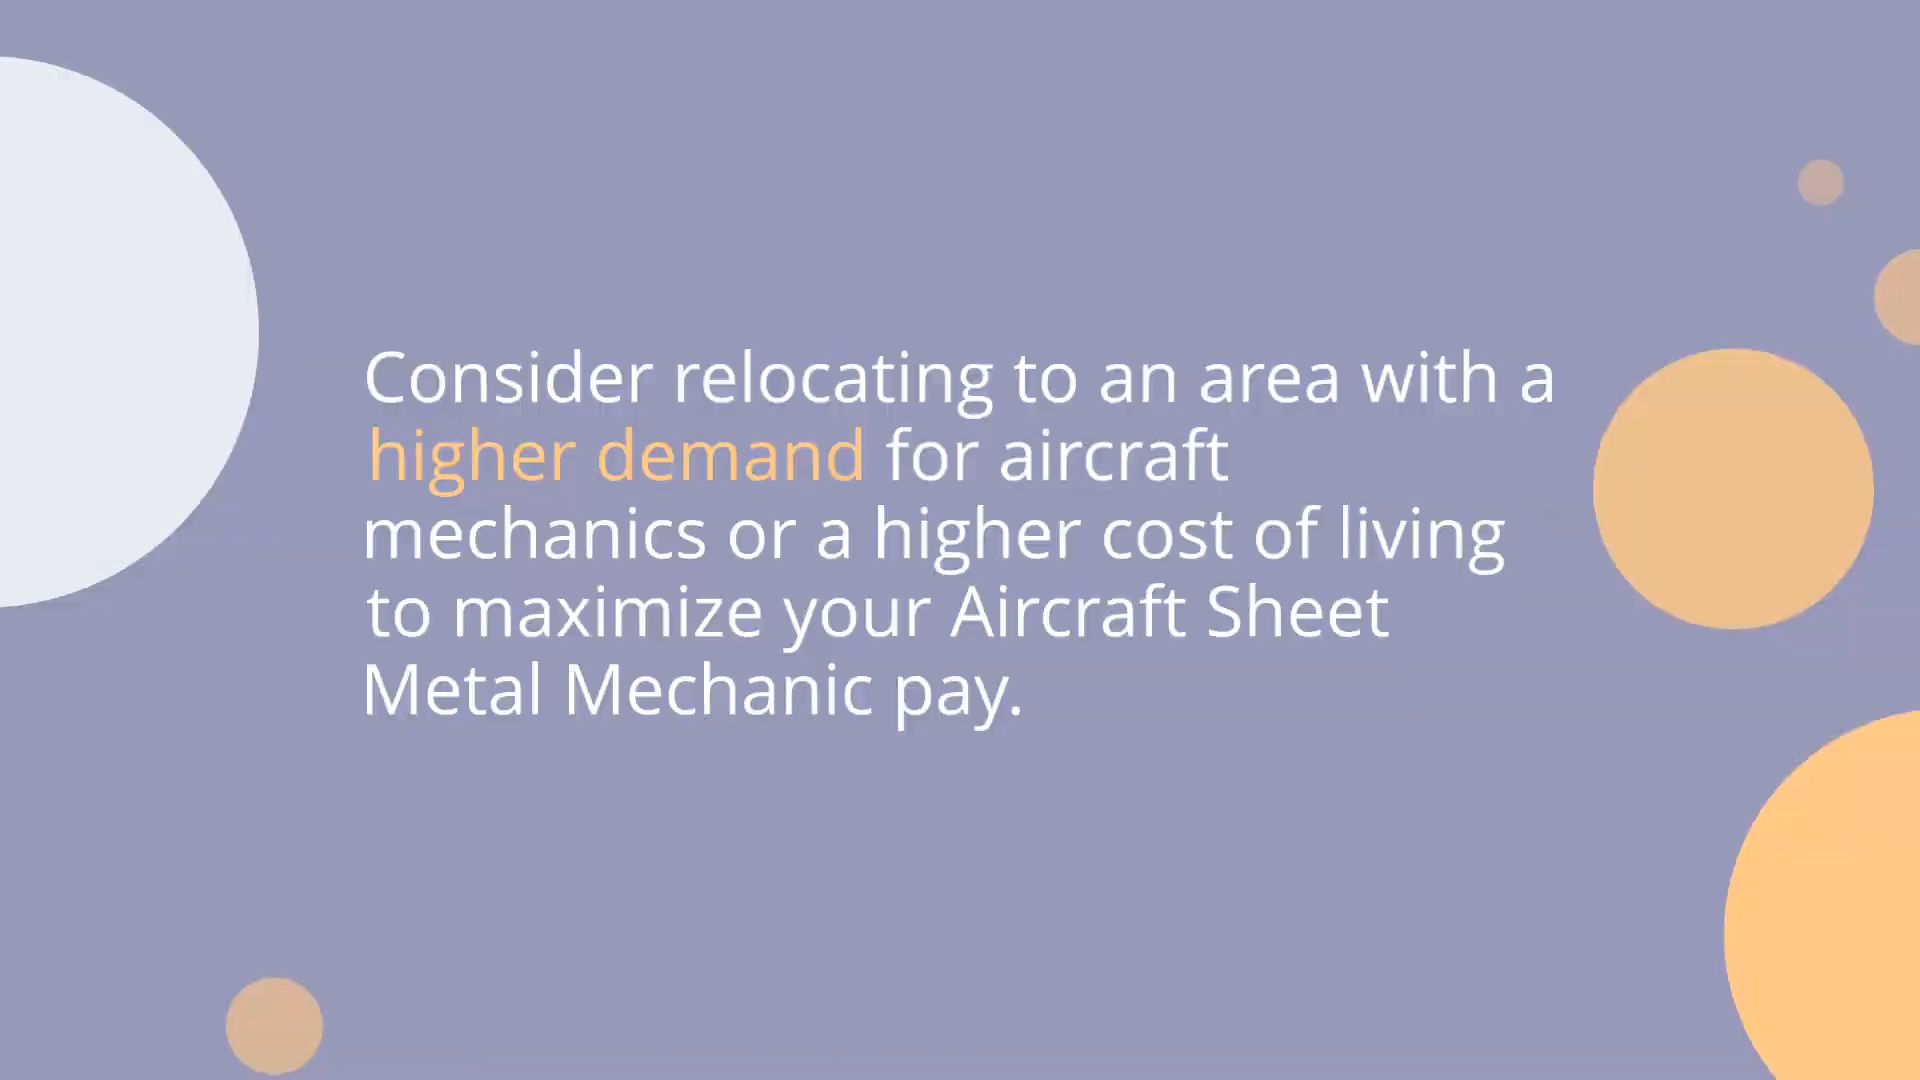 Consider relocating to an area with a
higher demand for aircraft
mechanics or a higher cost of living
to maximize your Aircraft Sheet
Metal Mechanic pay.